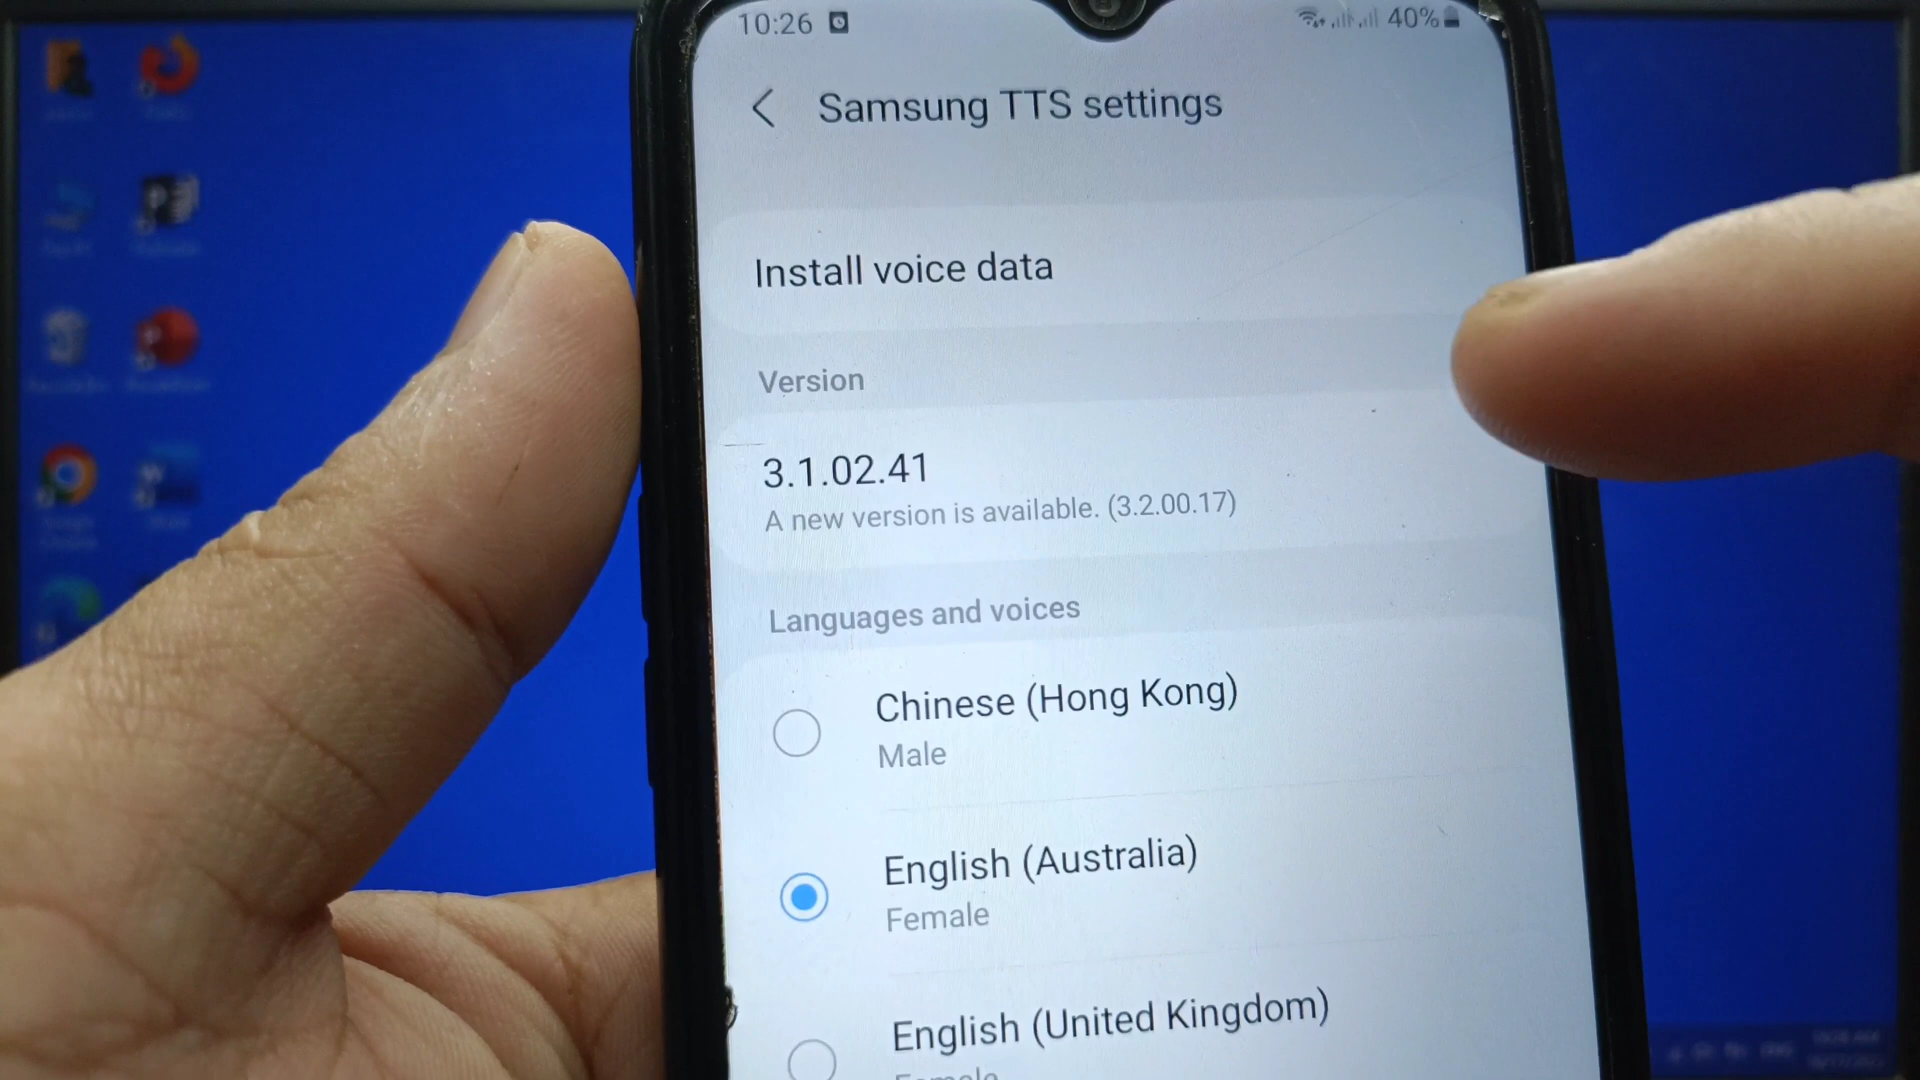 10:26 40%
Samsung TTS settings
Install voice data
Version
3.1.02.41
A new version is available. (3.2.00.17)
Languages and voices
Chinese (Hong Kong)
Male
English (Australia)
Female
English (United Kingdom)
Female